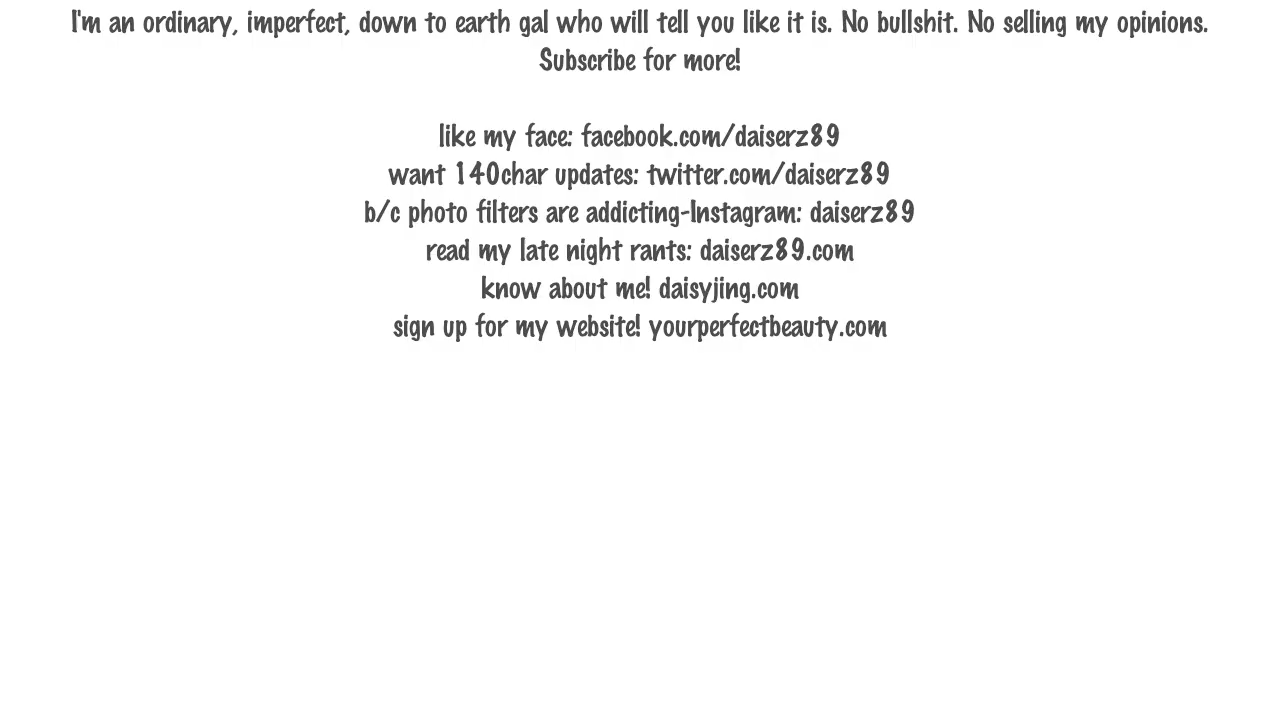 I'm an ordinary, imperfect, down to earth gal who will tell you like it is. No bullshit. No selling my opinions.
Subscribe for more!
like my face: facebook.com/daiserz89
want 140char updates: twitter.com/daiserz89
b/c photo filters are addicting-Instagram: daiserz89
read my late night rants: daiserz89.com
know about me! daisyjing.com
sign up for my website! yourperfectbeauty.com